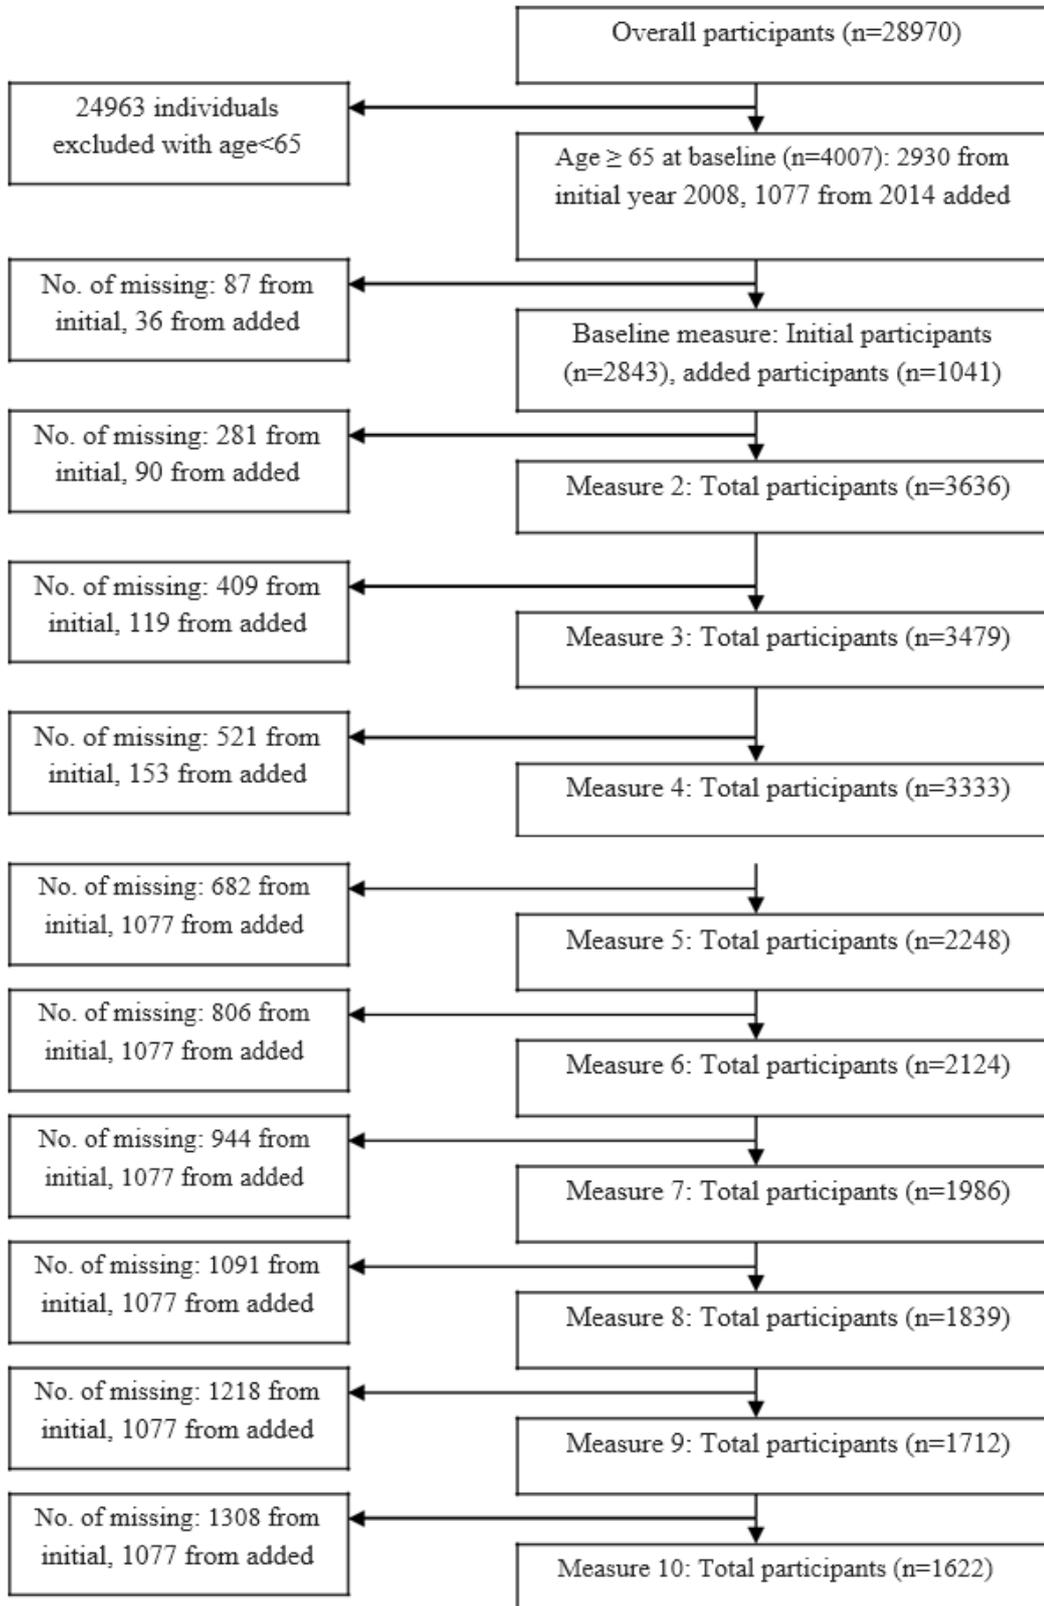 Overall participants (n=28970)
24963 individuals
excluded with age<65
Age ≥ 65 at baseline (n=4007): 2930 from
initial year 2008, 1077 from 2014 added
No. of missing: 87 from
initial, 36 from added
Baseline measure: Initial participants
(n=2843), added participants (n=1041)
No. of missing: 281 from
initial, 90 from added
Measure 2: Total participants (n=3636)
No. of missing: 409 from
initial, 119 from added
Measure 3: Total participants (n=3479)
No. of missing: 521 from
initial, 153 from added
Measure 4: Total participants (n=3333)
No. of missing: 682 from
initial, 1077 from added
Measure 5: Total participants (n=2248)
No. of missing: 806 from
initial, 1077 from added
Measure 6: Total participants (n=2124)
No. of missing: 944 from
initial, 1077 from added
Measure 7: Total participants (n=1986)
No. of missing: 1091 from
initial, 1077 from added
Measure 8: Total participants (n=1839)
No. of missing: 1218 from
initial, 1077 from added
Measure 9: Total participants (n=1712)
No. of missing: 1308 from
initial, 1077 from added
Measure 10: Total participants (n=1622)